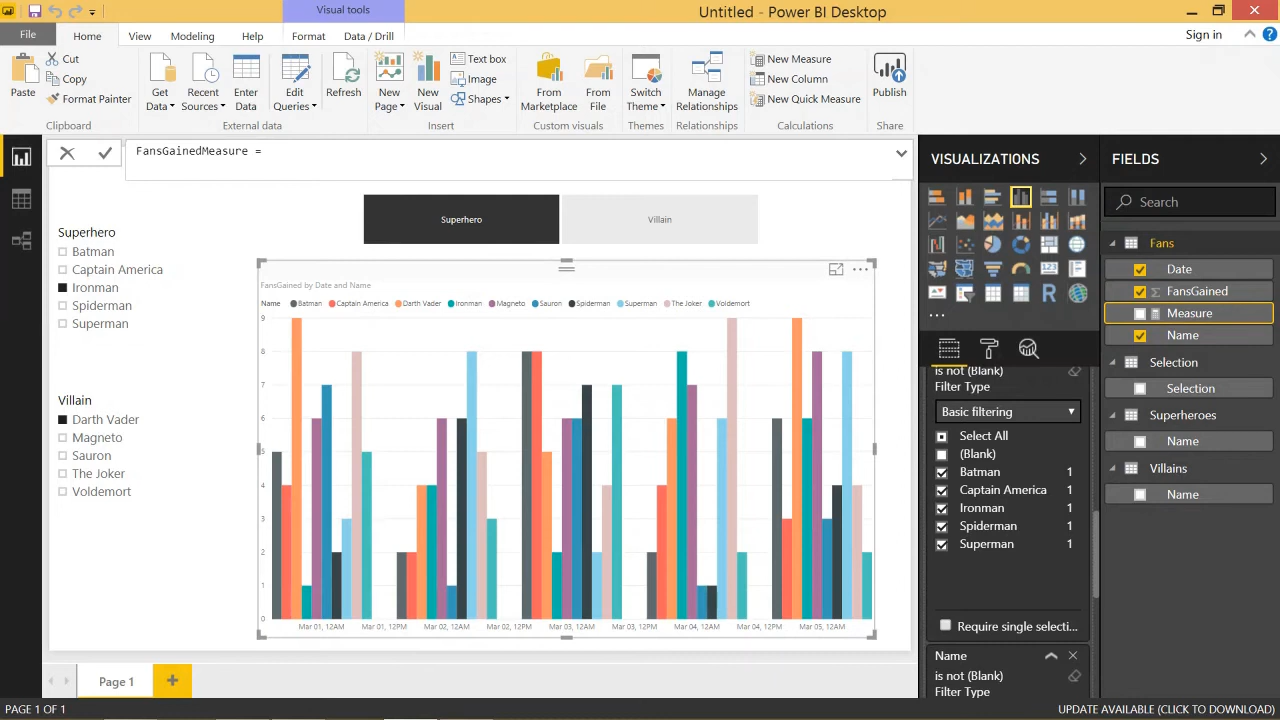 Visual tools
Untitled - Power BI Desktop
File
Home
View
Modeling
Help
Format
Data / Drill
Sign in
Paste
Cut
Copy
Format Painter
Clipboard
Get Data
Recent Sources
Enter Data
External data
Edit Queries
Refresh
New Page
New Visual
Text box
Image
Shapes
Insert
From Marketplace
From File
Custom visuals
Switch Theme
Themes
Manage Relationships
Relationships
New Measure
New Column
New Quick Measure
Calculations
Publish
Share
FansGainedMeasure =
Superhero
Villain
Superhero
Batman
Captain America
Ironman
Spiderman
Superman
Villain
Darth Vader
Magneto
Sauron
The Joker
Voldemort
FansGained by Date and Name
Name Batman Captain America Darth Vader Ironman Magneto Sauron Spiderman Superman The Joker Voldemort
9
8
7
6
5
4
3
2
1
0
Mar 01, 12AM Mar 01, 12PM Mar 02, 12AM Mar 02, 12PM Mar 03, 12AM Mar 03, 12PM Mar 04, 12AM Mar 04, 12PM Mar 05, 12AM
VISUALIZATIONS
123
R
is not (Blank)
Filter Type
Basic filtering
Select All
(Blank)
Batman 1
Captain America 1
Ironman 1
Spiderman 1
Superman 1
Require single selecti...
Name
is not (Blank)
Filter Type
FIELDS
Search
Fans
Date
FansGained
Measure
Name
Selection
Selection
Superheroes
Name
Villains
Name
Page 1
PAGE 1 OF 1
UPDATE AVAILABLE (CLICK TO DOWNLOAD)